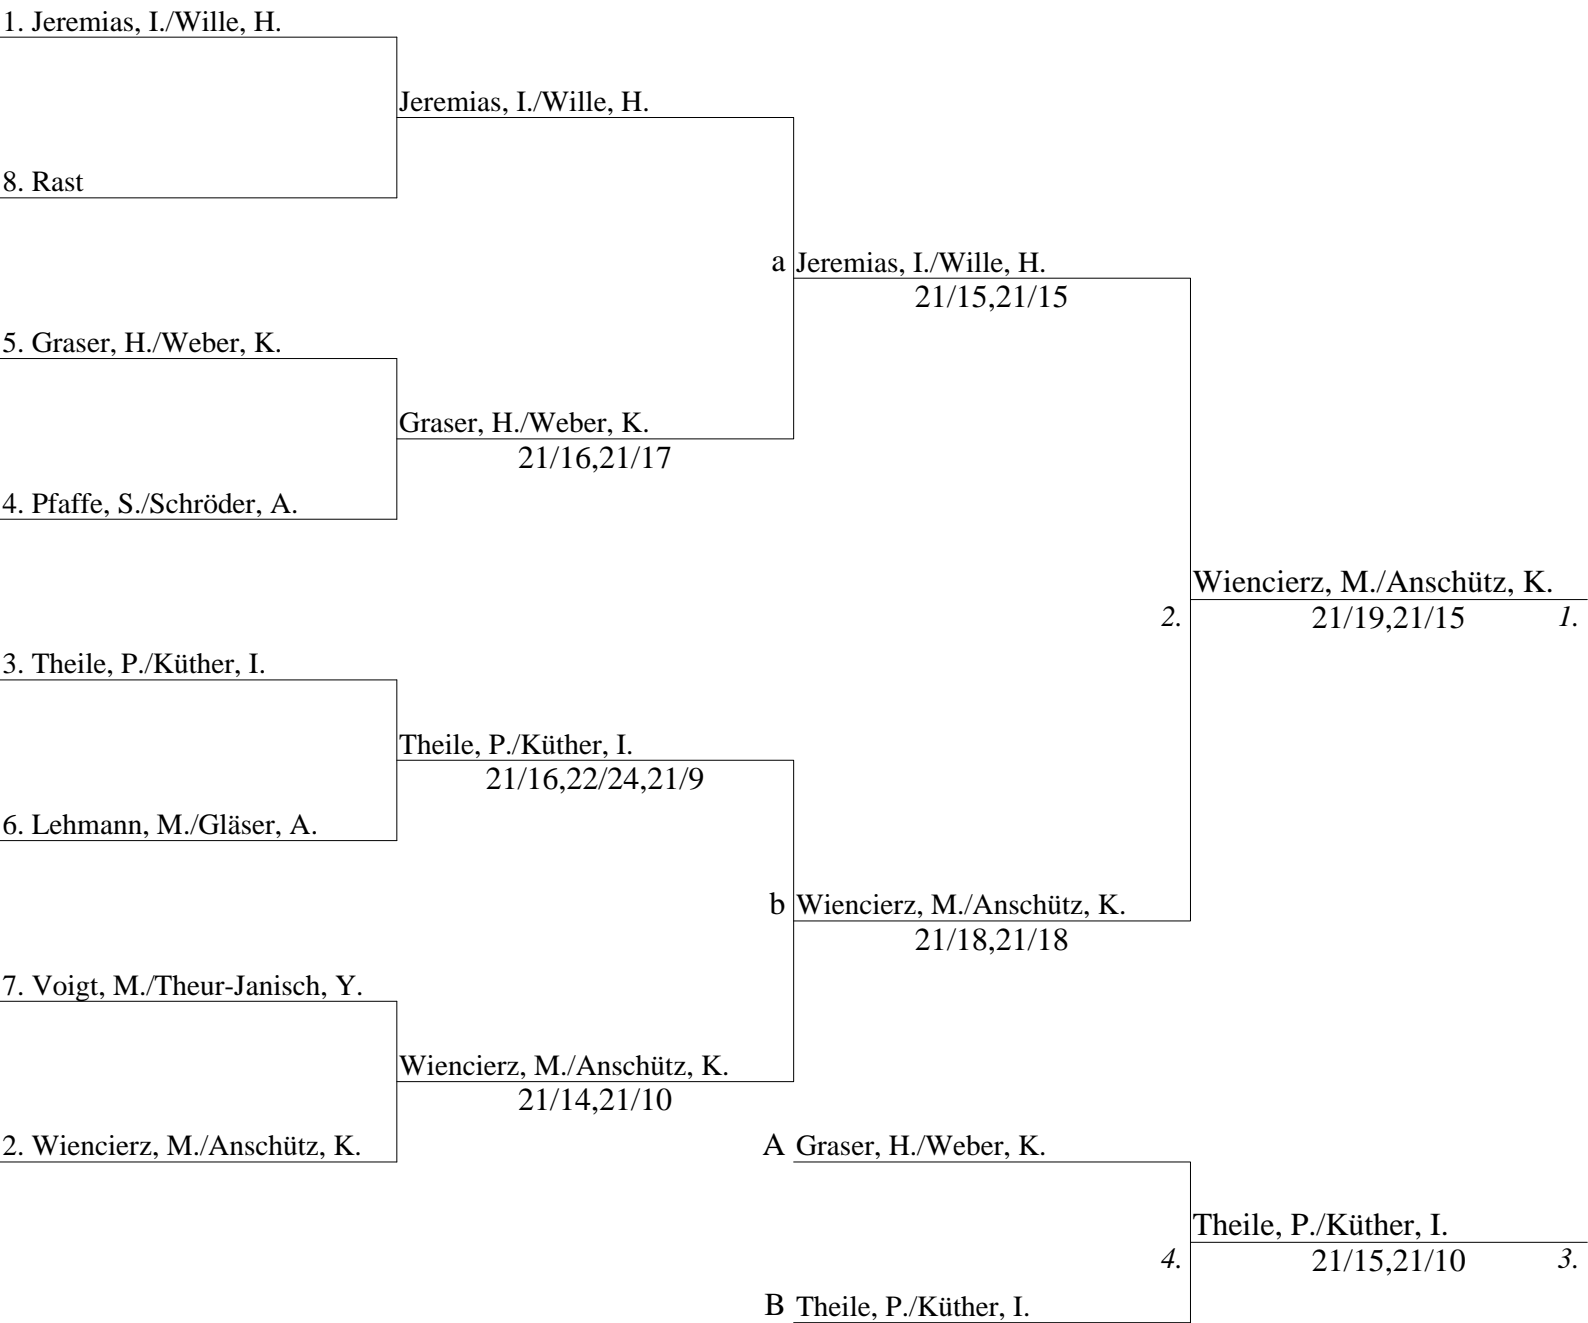 1. Jeremias, I./Wille, H.
Jeremias, I./Wille, H.
8. Rast
a Jeremias, I./Wille, H.
21/15,21/15
5. Graser, H./Weber, K.
Graser, H./Weber, K.
21/16,21/17
4. Pfaffe, S./Schröder, A.
Wiencierz, M./Anschütz, K.
2. 21/19,21/15 1.
3. Theile, P./Küther, I.
Theile, P./Küther, I.
21/16,22/24,21/9
6. Lehmann, M./Gläser, A.
b Wiencierz, M./Anschütz, K.
21/18,21/18
7. Voigt, M./Theur-Janisch, Y.
Wiencierz, M./Anschütz, K.
21/14,21/10
2. Wiencierz, M./Anschütz, K.
A Graser, H./Weber, K.
Theile, P./Küther, I.
4. 21/15,21/10 3.
B Theile, P./Küther, I.